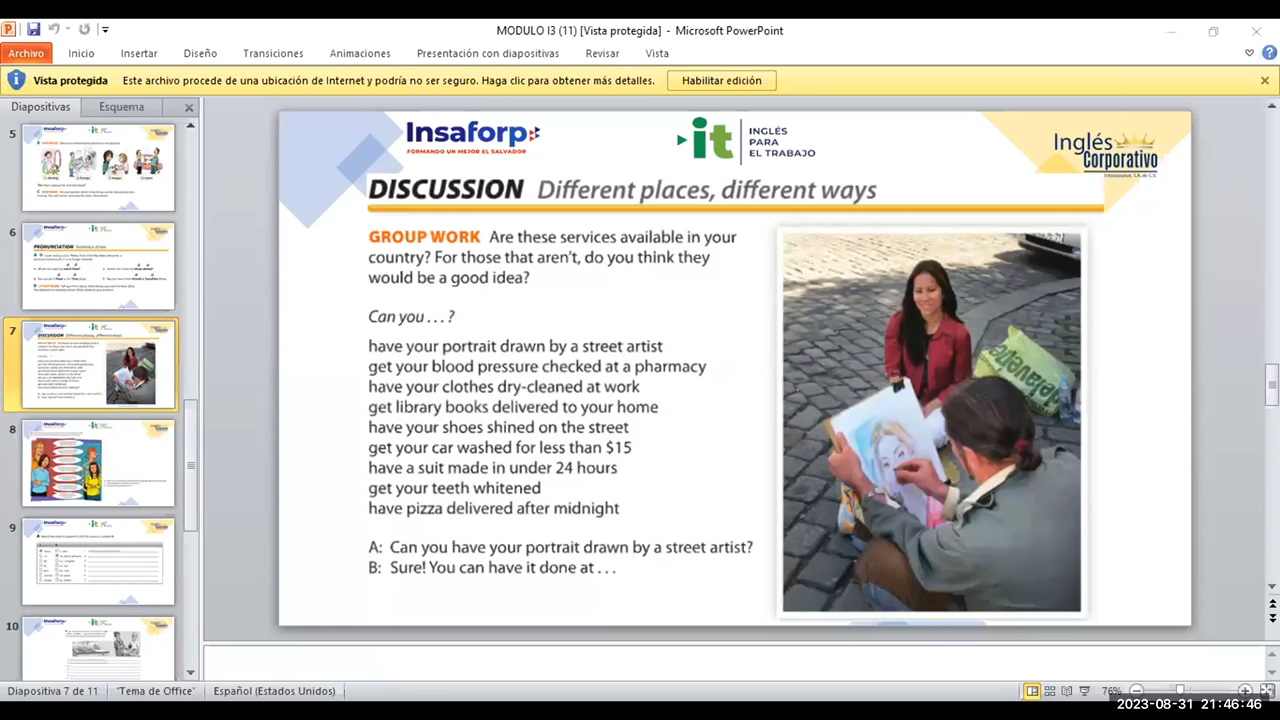 MODULO I3 (11) [Vista protegida] - Microsoft PowerPoint
Archivo Inicio Insertar Diseño Transiciones Animaciones Presentación con diapositivas Revisar Vista
Vista protegida Este archivo procede de una ubicación de Internet y podría no ser seguro. Haga clic para obtener más detalles. Habilitar edición
Diapositivas Esquema
5
6
7
8
9
10
Insaforp
FORMANDO UN MEJOR EL SALVADOR
it
INGLÉS
PARA
EL TRABAJO
Inglés
Corporativo
International, S.A. de C.V.
DISCUSSION Different places, different ways
GROUP WORK Are these services available in your
country? For those that aren't, do you think they
would be a good idea?
Can you . . . ?
have your portrait drawn by a street artist
get your blood pressure checked at a pharmacy
have your clothes dry-cleaned at work
get library books delivered to your home
have your shoes shined on the street
get your car washed for less than $15
have a suit made in under 24 hours
get your teeth whitened
have pizza delivered after midnight
A: Can you have your portrait drawn by a street artist?
B: Sure! You can have it done at . . .
Diapositiva 7 de 11 "Tema de Office" Español (Estados Unidos) 76%
2023-08-31 21:46:46